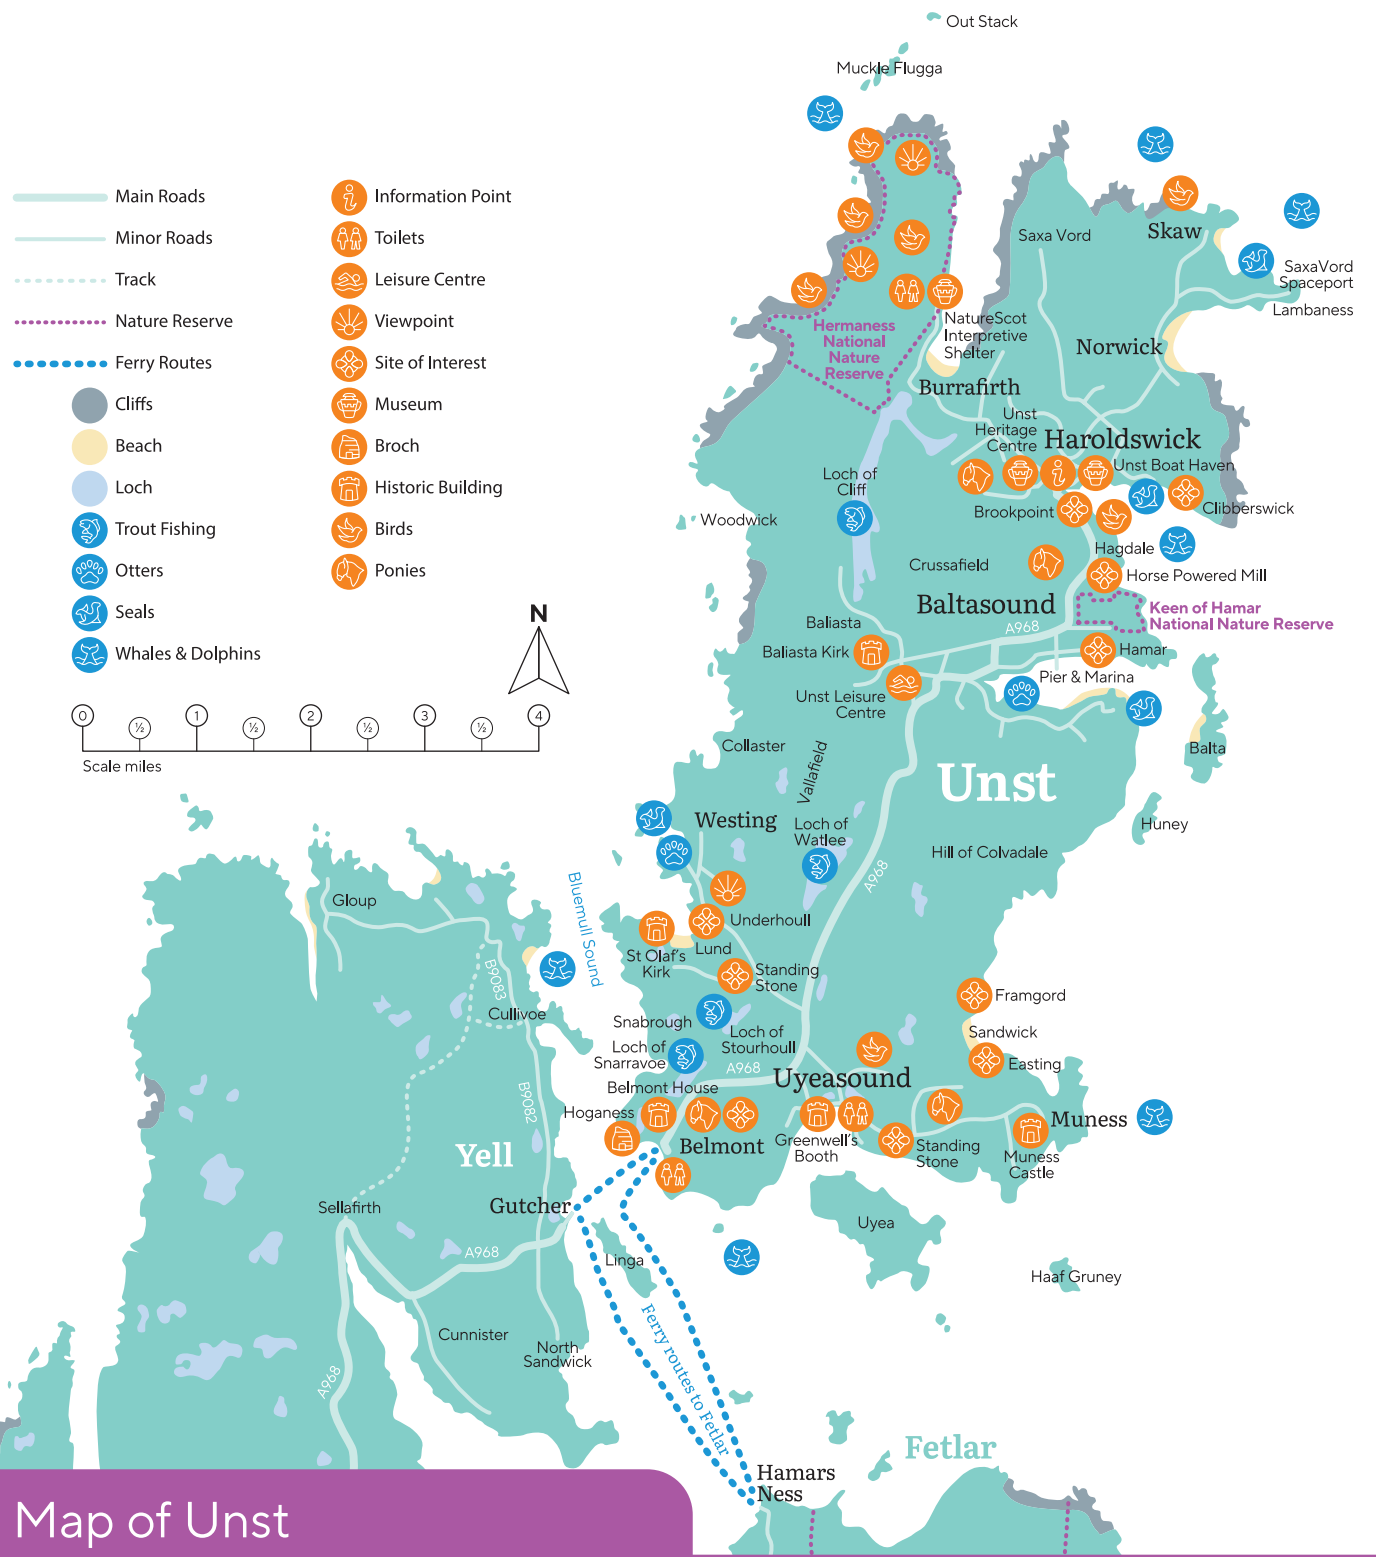 Out Stack
Muckle Flugga
Main Roads
Minor Roads
Track
Nature Reserve
Ferry Routes
Cliffs
Beach
Loch
Trout Fishing
Otters
Seals
Whales & Dolphins
Information Point
Toilets
Leisure Centre
Viewpoint
Site of Interest
Museum
Broch
Historic Building
Birds
Ponies
N
0
½
1
½
2
½
3
½
4
Scale miles
Saxa Vord
Skaw
SaxaVord
Spaceport
Lambaness
NatureScot
Interpretive
Shelter
Hermaness
National
Nature
Reserve
Norwick
Burrafirth
Unst
Heritage
Centre
Haroldswick
Unst Boat Haven
Loch of
Cliff
Clibberswick
Brookpoint
Woodwick
Hagdale
Crussafield
Horse Powered Mill
Baltasound
Keen of Hamar
National Nature Reserve
Baliasta
A968
Baliasta Kirk
Hamar
Pier & Marina
Unst Leisure
Centre
Collaster
Vallafield
Balta
Unst
Westing
Loch of
Watlee
Huney
Hill of Colvadale
A968
Bluemull Sound
Gloup
Underhoull
Lund
St Olaf's
Kirk
Standing
Stone
B9083
Framgord
Cullivoe
Snabrough
Loch of
Stourhoull
Sandwick
Loch of
Snarravoe
Easting
A968
Uyeasound
Belmont House
B9082
Hoganess
Muness
Belmont
Greenwell's
Booth
Standing
Stone
Muness
Castle
Yell
Sellafirth
Gutcher
Uyea
A968
Linga
Haaf Gruney
Ferry routes to Fetlar
Cunnister
North
Sandwick
A968
Fetlar
Hamars
Ness
Map of Unst